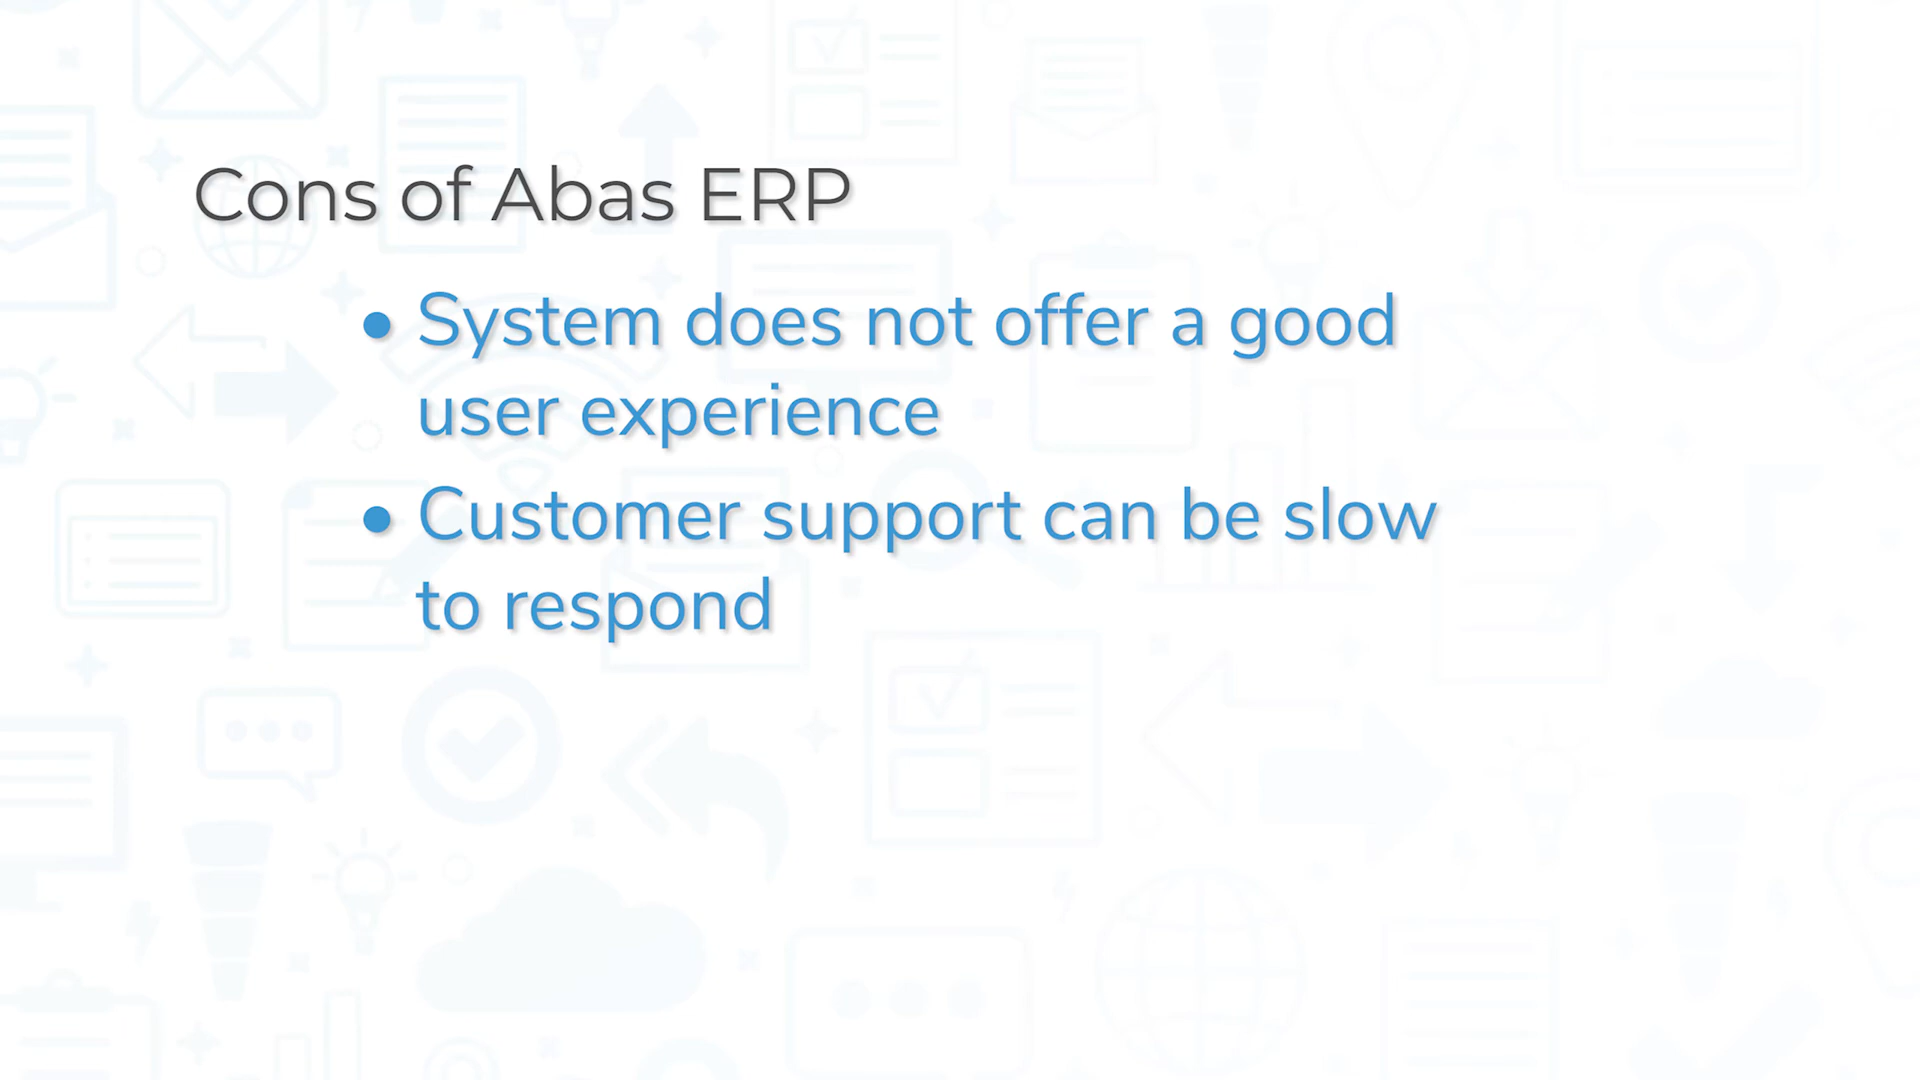 Cons of Abas ERP
• System does not offer a good
user experience
• Customer support can be slow
to respond